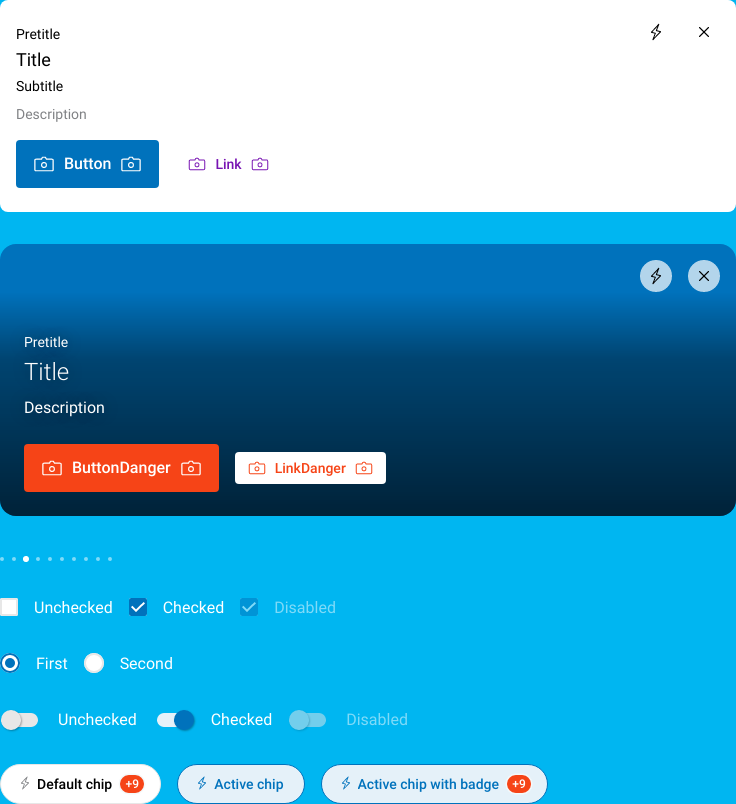 Pretitle
Title
Subtitle
Description
Button Link
Pretitle
Title
Description
ButtonDanger LinkDanger
Unchecked Checked Disabled
First Second
Unchecked Checked Disabled
Default chip +9 Active chip Active chip with badge +9